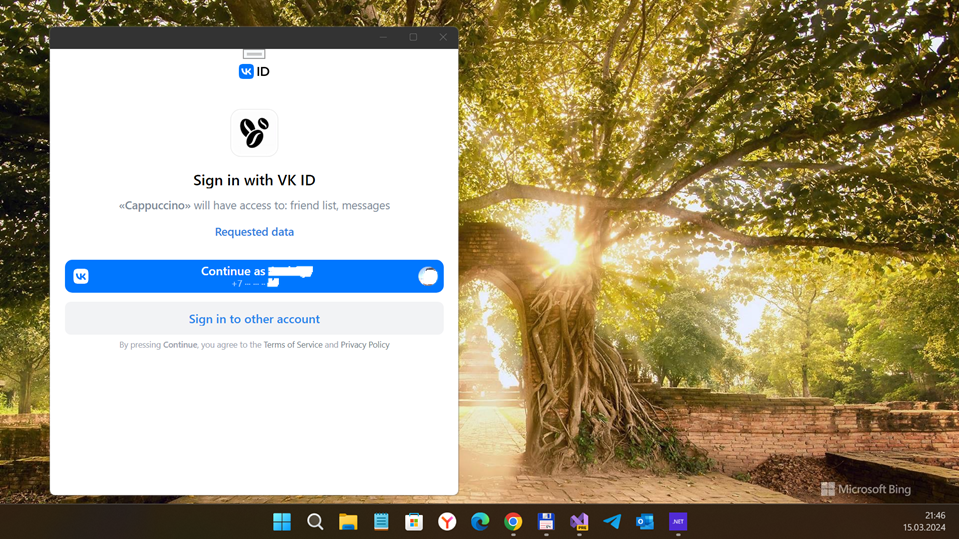 VK ID
Sign in with VK ID
«Cappuccino» will have access to: friend list, messages
Requested data
VK
Continue as
+7
Sign in to other account
By pressing Continue, you agree to the Terms of Service and Privacy Policy
Microsoft Bing
Y
PRE
.NET
21:46
15.03.2024